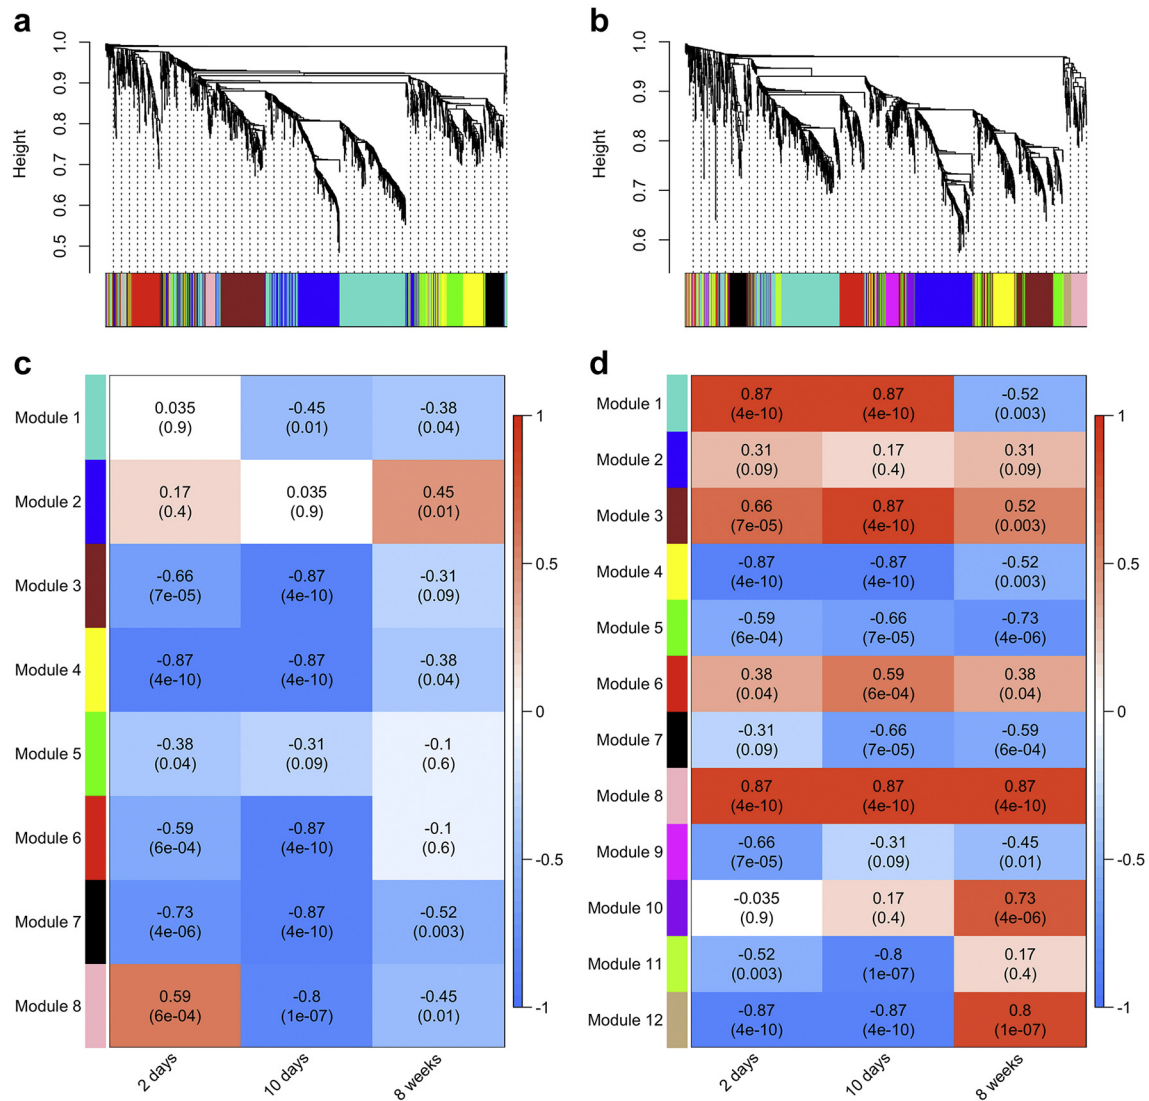 a
1.0
0.9
0.8
0.7
0.6
0.5
Height
b
1.0
0.9
0.8
0.7
0.6
Height
c
Module 1
0.035
(0.9)
-0.45
(0.01)
-0.38
(0.04)
Module 2
0.17
(0.4)
0.035
(0.9)
0.45
(0.01)
Module 3
-0.66
(7e-05)
-0.87
(4e-10)
-0.31
(0.09)
Module 4
-0.87
(4e-10)
-0.87
(4e-10)
-0.38
(0.04)
Module 5
-0.38
(0.04)
-0.31
(0.09)
-0.1
(0.6)
Module 6
-0.59
(6e-04)
-0.87
(4e-10)
-0.1
(0.6)
Module 7
-0.73
(4e-06)
-0.87
(4e-10)
-0.52
(0.003)
Module 8
0.59
(6e-04)
-0.8
(1e-07)
-0.45
(0.01)
2 days
10 days
8 weeks
1
0.5
0
-0.5
-1
d
Module 1
0.87
(4e-10)
0.87
(4e-10)
-0.52
(0.003)
Module 2
0.31
(0.09)
0.17
(0.4)
0.31
(0.09)
Module 3
0.66
(7e-05)
0.87
(4e-10)
0.52
(0.003)
Module 4
-0.87
(4e-10)
-0.87
(4e-10)
-0.52
(0.003)
Module 5
-0.59
(6e-04)
-0.66
(7e-05)
-0.73
(4e-06)
Module 6
0.38
(0.04)
0.59
(6e-04)
0.38
(0.04)
Module 7
-0.31
(0.09)
-0.66
(7e-05)
-0.59
(6e-04)
Module 8
0.87
(4e-10)
0.87
(4e-10)
0.87
(4e-10)
Module 9
-0.66
(7e-05)
-0.31
(0.09)
-0.45
(0.01)
Module 10
-0.035
(0.9)
0.17
(0.4)
0.73
(4e-06)
Module 11
-0.52
(0.003)
-0.8
(1e-07)
0.17
(0.4)
Module 12
-0.87
(4e-10)
-0.87
(4e-10)
0.8
(1e-07)
2 days
10 days
8 weeks
1
0.5
0
-0.5
-1